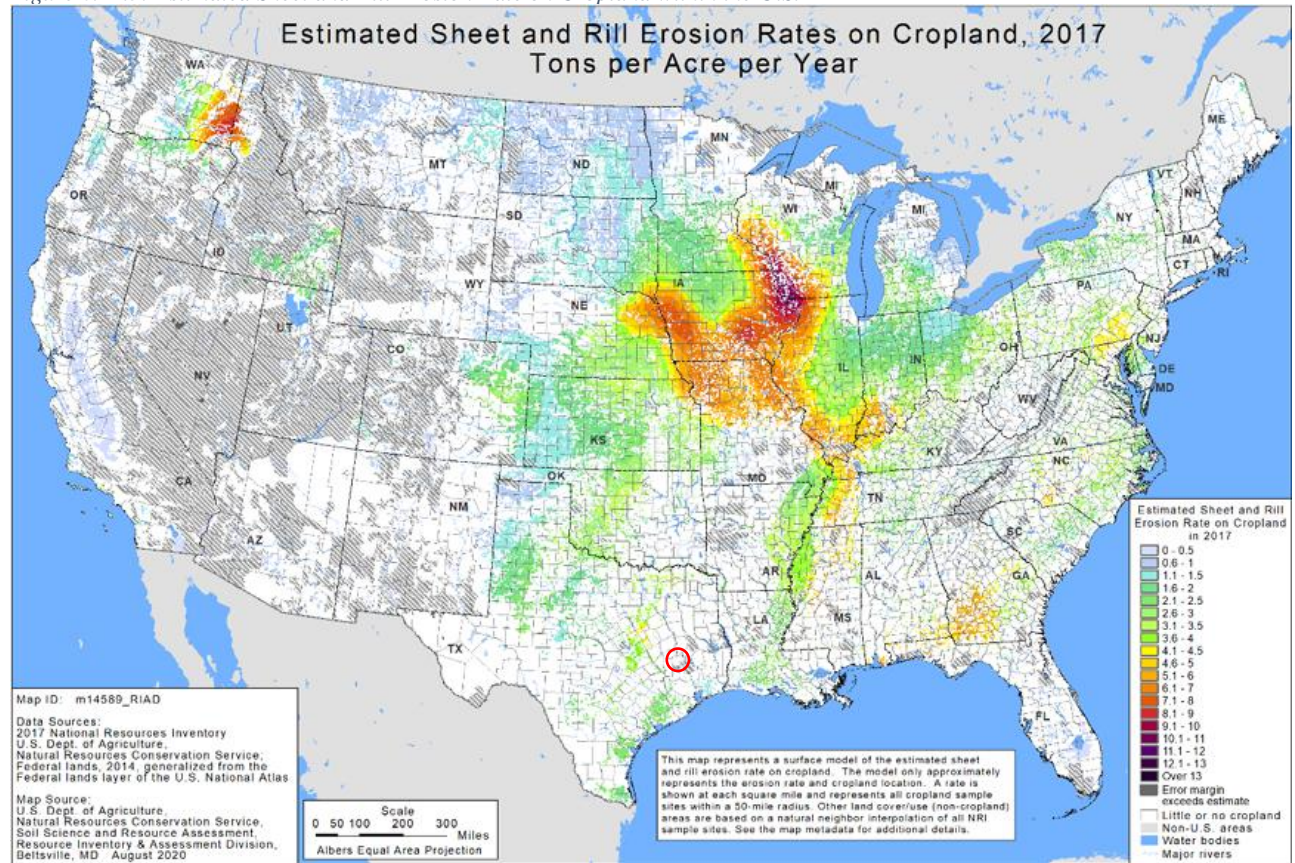 Estimated Sheet and Rill Erosion Rates on Cropland, 2017
Tons per Acre per Year
WA
MT
ND
MN
ME
OR
ID
SD
WI
MI
MI
VT
NH
NY
MA
CT
RI
WY
IA
NE
PA
NJ
OH
NV
UT
CO
IL
IN
DE
MD
WV
KS
MO
KY
VA
CA
OK
TN
NC
AZ
NM
AR
SC
MS
AL
GA
LA
TX
FL
Map ID: m14589_RIAD
Data Sources:
2017 National Resources Inventory
U.S. Dept. of Agriculture,
Natural Resources Conservation Service;
Federal lands, 2014, generalized from the
Federal lands layer of the U.S. National Atlas
Map Source:
U.S. Dept. of Agriculture,
Natural Resources Conservation Service,
Soil Science and Resource Assessment,
Resource Inventory & Assessment Division,
Beltsville, MD August 2020
Scale
0 50 100 200 300
Miles
Albers Equal Area Projection
This map represents a surface model of the estimated sheet
and rill erosion rate on cropland. The model only approximately
represents the erosion rate and cropland location. A rate is
shown at each square mile and represents all cropland sample
sites within a 50-mile radius. Other land cover/use (non-cropland)
areas are based on a natural neighbor interpolation of all NRI
sample sites. See the map metadata for additional details.
Estimated Sheet and Rill
Erosion Rate on Cropland
in 2017
0 - 0.5
0.6 - 1
1.1 - 1.5
1.6 - 2
2.1 - 2.5
2.6 - 3
3.1 - 3.5
3.6 - 4
4.1 - 4.5
4.6 - 5
5.1 - 6
6.1 - 7
7.1 - 8
8.1 - 9
9.1 - 10
10.1 - 11
11.1 - 12
12.1 - 13
Over 13
Error margin
exceeds estimate
Little or no cropland
Non-U.S. areas
Water bodies
Major rivers